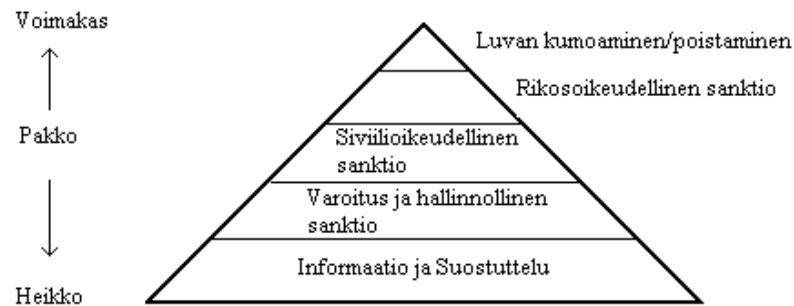 Voimakas
Luvan kumoaminen/poistaminen
Rikosoikeudellinen sanktio
Pakko
Siviilioikeudellinen
sanktio
Varoitus ja hallinnollinen
sanktio
Informaatio ja Suostuttelu
Heikko